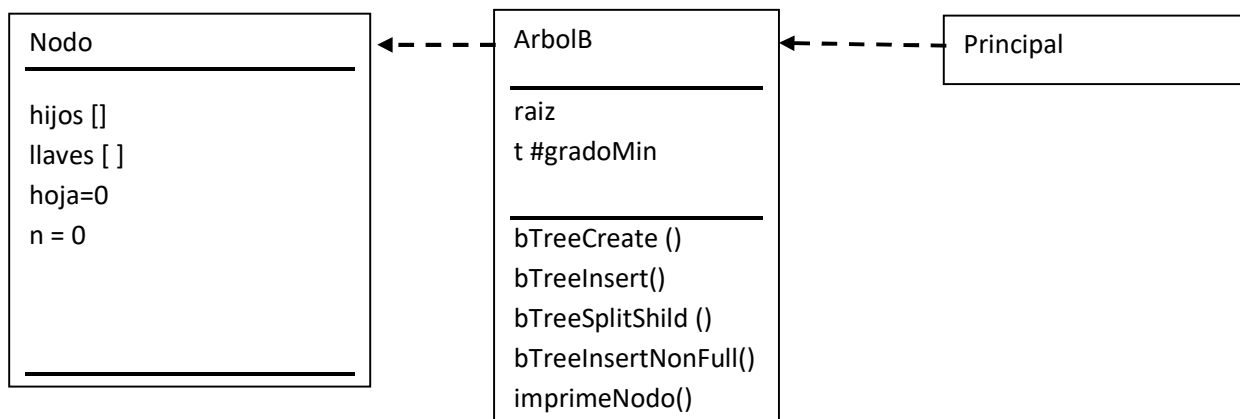 Nodo
hijos []
llaves [ ]
hoja=0
n = 0
ArbolB
raiz
t #gradoMin
bTreeCreate ()
bTreeInsert()
bTreeSplitShild ()
bTreeInsertNonFull()
imprimeNodo()
Principal